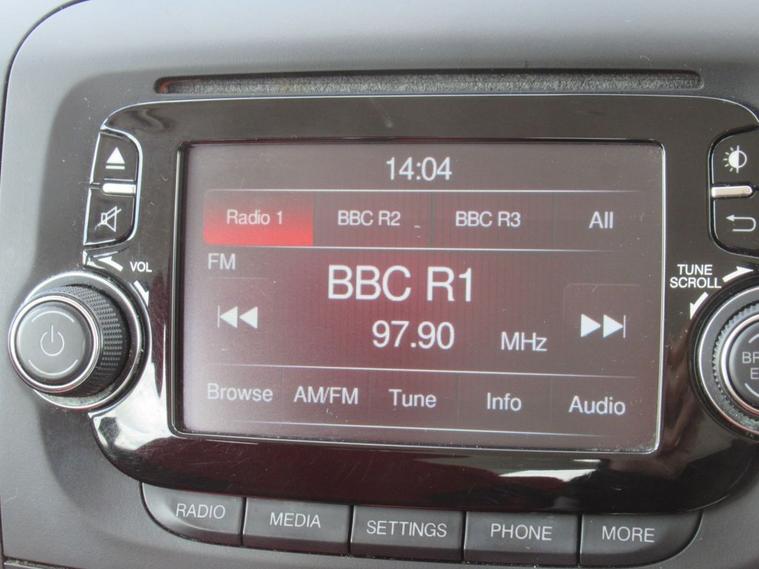 14:04
Radio 1 BBC R2 BBC R3 All
FM
BBC R1
97.90 MHz
Browse AM/FM Tune Info Audio
VOL
TUNE
SCROLL
RADIO MEDIA SETTINGS PHONE MORE